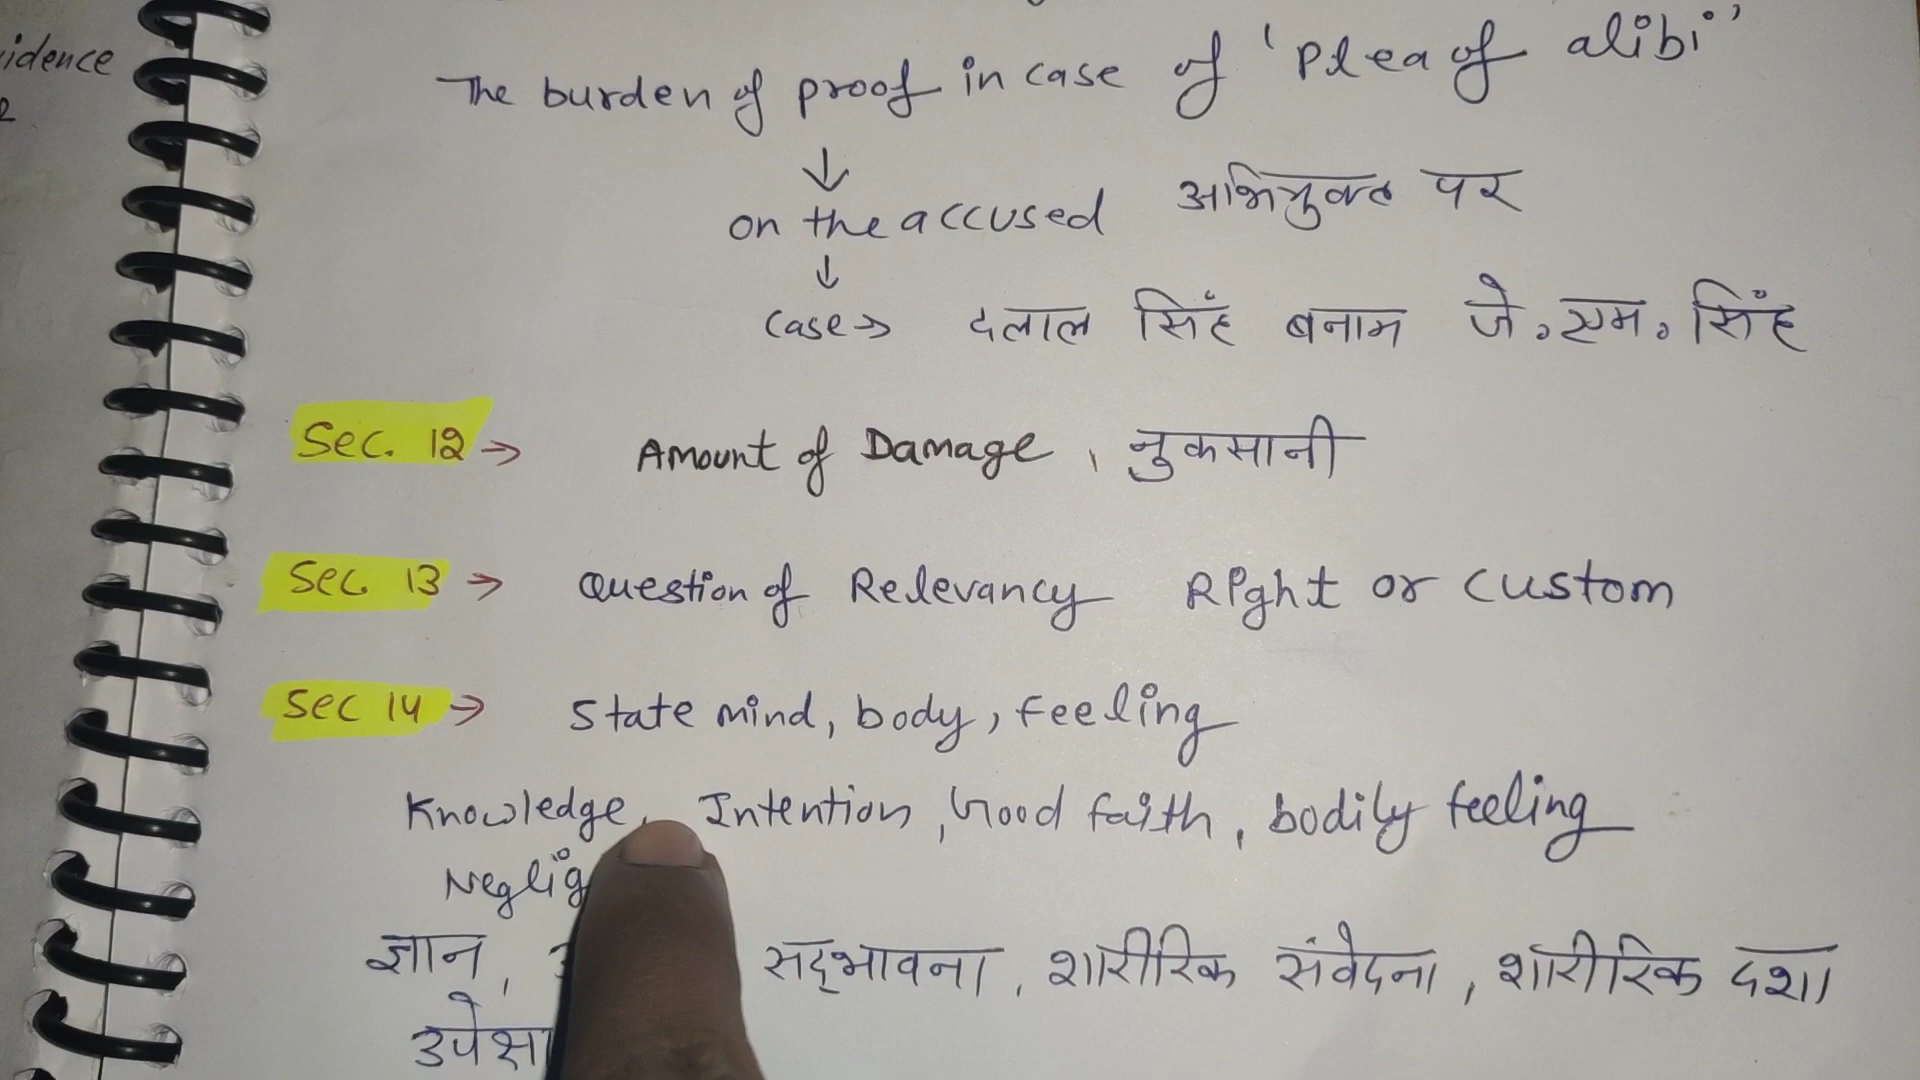 idence
The burden of proof in case of 'Plea of alibi'
↓
on the accused अभियुक्त पर
↓
case → दलाल सिंह बनाम जे. एम. सिंह
Sec. 12 → Amount of Damage, नुकसानी
Sec. 13 → Question of Relevancy Right or custom
Sec 14 → State mind, body, feeling
Knowledge, Intention, Good faith, bodily feeling
ज्ञान, सद्भावना, शारीरिक संवेदना, शारीरिक दशा
उपेक्षा